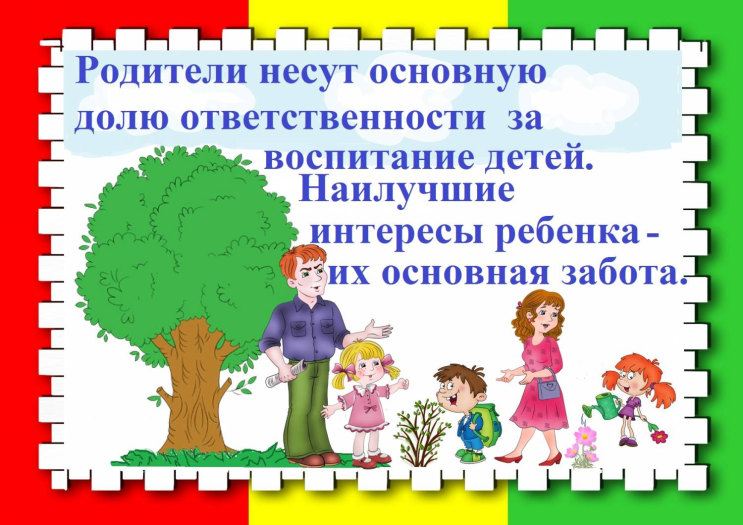 Родители несут основную
долю ответственности за
воспитание детей.
Наилучшие
интересы ребенка -
их основная забота.